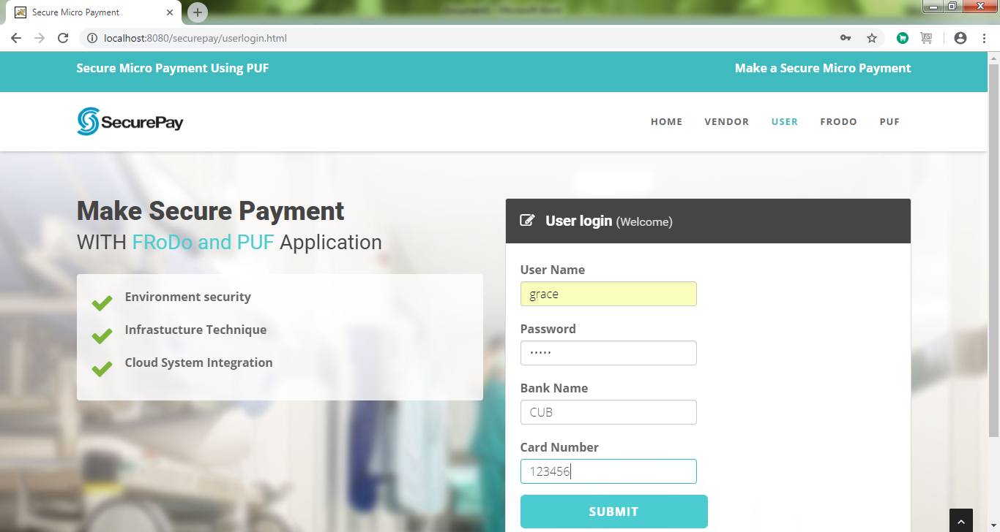 Secure Micro Payment
localhost:8080/securepay/userlogin.html
Secure Micro Payment Using PUF
Make a Secure Micro Payment
SecurePay
HOME VENDOR USER FRODO PUF
Make Secure Payment
WITH FRoDo and PUF Application
Environment security
Infrastucture Technique
Cloud System Integration
User login (Welcome)
User Name
grace
Password
•••••
Bank Name
CUB
Card Number
123456
SUBMIT